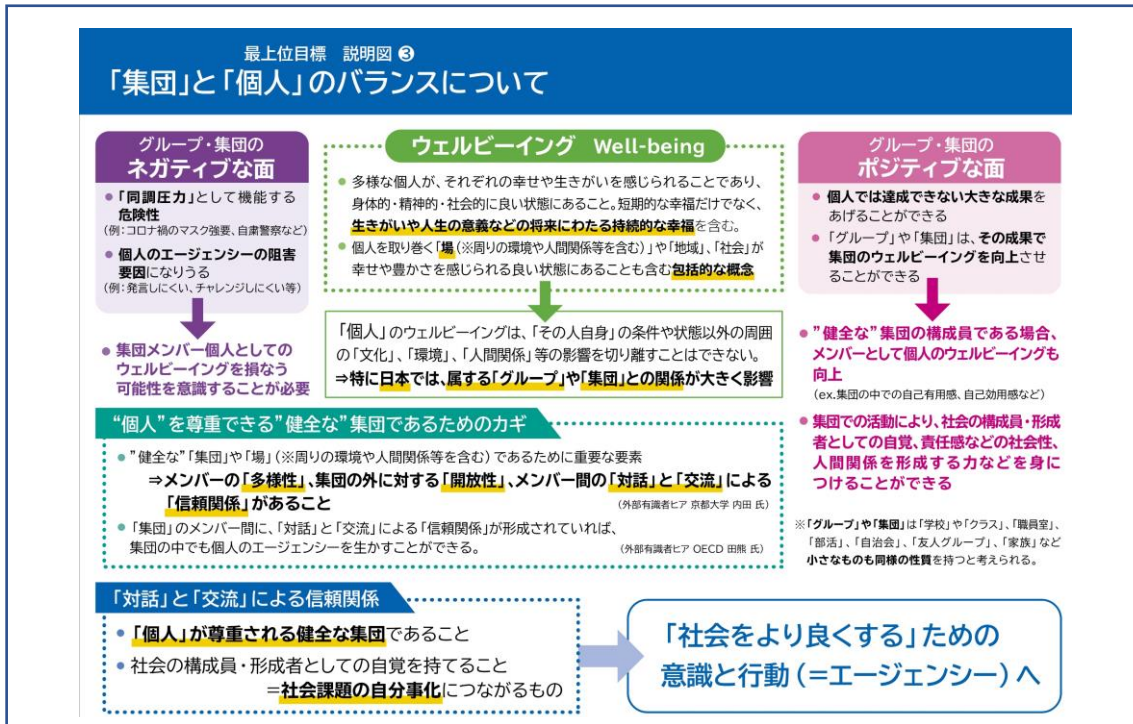 最上位目標 説明図 ❸
「集団」と「個人」のバランスについて
グループ・集団の
ネガティブな面
● 「同調圧力」として機能する
危険性
(例：コロナ禍のマスク強要、自粛警察など)
● 個人のエージェンシーの阻害
要因になりうる
(例：発言しにくい、チャレンジしにくい等)
● 集団メンバー個人としての
ウェルビーイングを損なう
可能性を意識することが必要
ウェルビーイング Well-being
● 多様な個人が、それぞれの幸せや生きがいを感じられることであり、
身体的・精神的・社会的に良い状態にあること。短期的な幸福だけでなく、
生きがいや人生の意義などの将来にわたる持続的な幸福を含む。
● 個人を取り巻く「場(※周りの環境や人間関係等を含む)」や「地域」、「社会」が
幸せや豊かさを感じられる良い状態にあることも含む包括的な概念
「個人」のウェルビーイングは、「その人自身」の条件や状態以外の周囲
の「文化」、「環境」、「人間関係」等の影響を切り離すことはできない。
⇒特に日本では、属する「グループ」や「集団」との関係が大きく影響
グループ・集団の
ポジティブな面
● 個人では達成できない大きな成果を
あげることができる
● 「グループ」や「集団」は、その成果で
集団のウェルビーイングを向上させ
ることができる
● ”健全な”集団の構成員である場合、
メンバーとして個人のウェルビーイングも
向上
(ex.集団の中での自己有用感、自己効用感など)
● 集団での活動により、社会の構成員・形成
者としての自覚、責任感などの社会性、
人間関係を形成する力などを身に
つけることができる
※「グループ」や「集団」は「学校」や「クラス」、「職員室」、
「部活」、「自治会」、「友人グループ」、「家族」など
小さなものも同様の性質を持つと考えられる。
“個人”を尊重できる”健全な”集団であるためのカギ
● ”健全な”「集団」や「場」(※周りの環境や人間関係等を含む)であるために重要な要素
⇒メンバーの「多様性」、集団の外に対する「開放性」、メンバー間の「対話」と「交流」による
「信頼関係」があること
(外部有識者ヒア 京都大学 内田 氏)
● 「集団」のメンバー間に、「対話」と「交流」による「信頼関係」が形成されていれば、
集団の中でも個人のエージェンシーを生かすことができる。
(外部有識者ヒア OECD 田熊 氏)
「対話」と「交流」による信頼関係
● 「個人」が尊重される健全な集団であること
● 社会の構成員・形成者としての自覚を持てること
＝社会課題の自分事化につながるもの
「社会をより良くする」ための
意識と行動(＝エージェンシー)へ